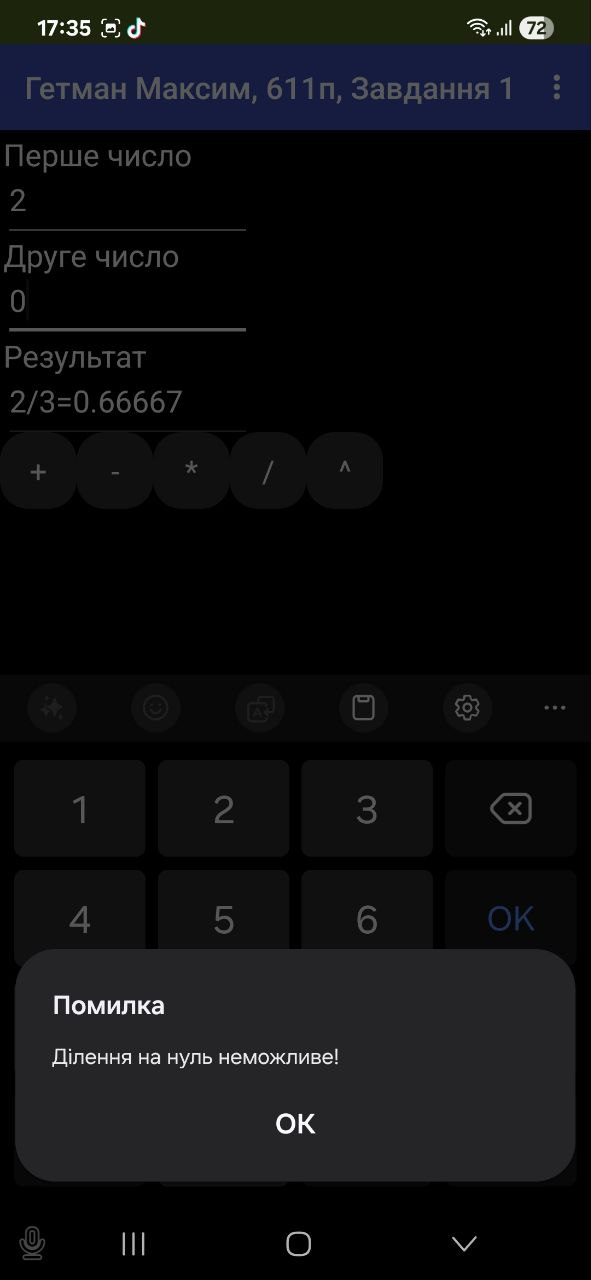 17:35 72
Гетман Максим, 611п, Завдання 1
Перше число
2
Друге число
0
Результат
2/3=0.66667
+ - * / ^
1 2 3
4 5 6 OK
Помилка
Ділення на нуль неможливе!
OK